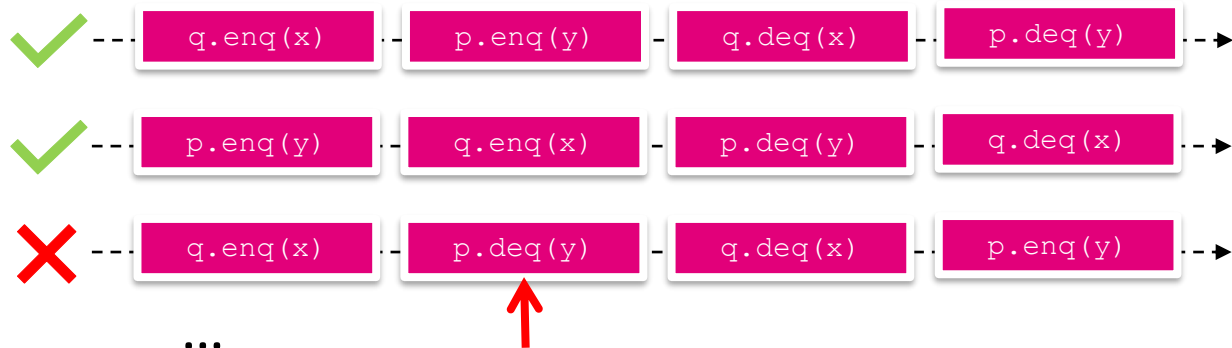 q.enq(x) p.enq(y) q.deq(x) p.deq(y)
p.enq(y) q.enq(x) p.deq(y) q.deq(x)
q.enq(x) p.deq(y) q.deq(x) p.enq(y)
...